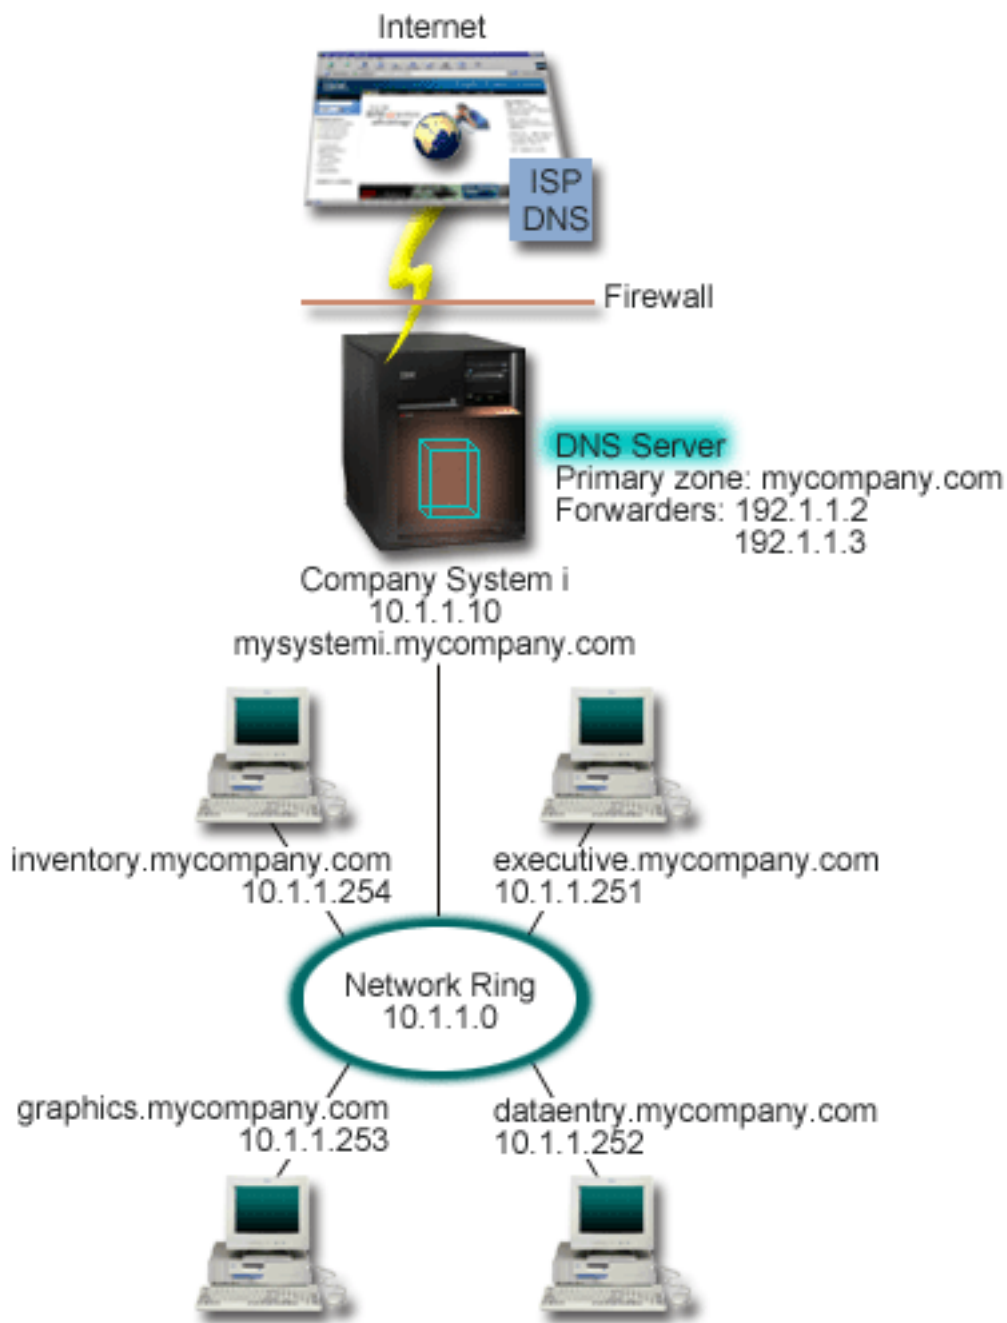 Internet
ISP
DNS
Firewall
DNS Server
Primary zone: mycompany.com
Forwarders: 192.1.1.2
192.1.1.3
Company System i
10.1.1.10
mysystemi.mycompany.com
inventory.mycompany.com
10.1.1.254
executive.mycompany.com
10.1.1.251
Network Ring
10.1.1.0
graphics.mycompany.com
10.1.1.253
dataentry.mycompany.com
10.1.1.252